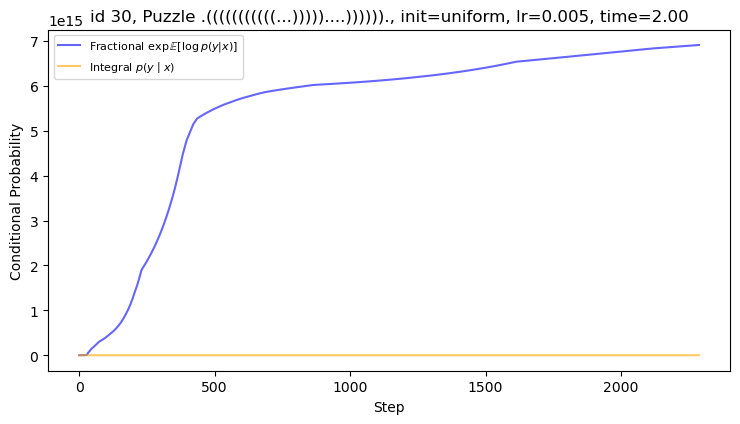 id 30, Puzzle .(((((((((((...)))))....))))))., init=uniform, lr=0.005, time=2.00
1e15
Fractional exp 𝔼[log p(y|x)]
Integral p(y | x)
7
6
5
4
3
2
1
0
Conditional Probability
0 500 1000 1500 2000
Step